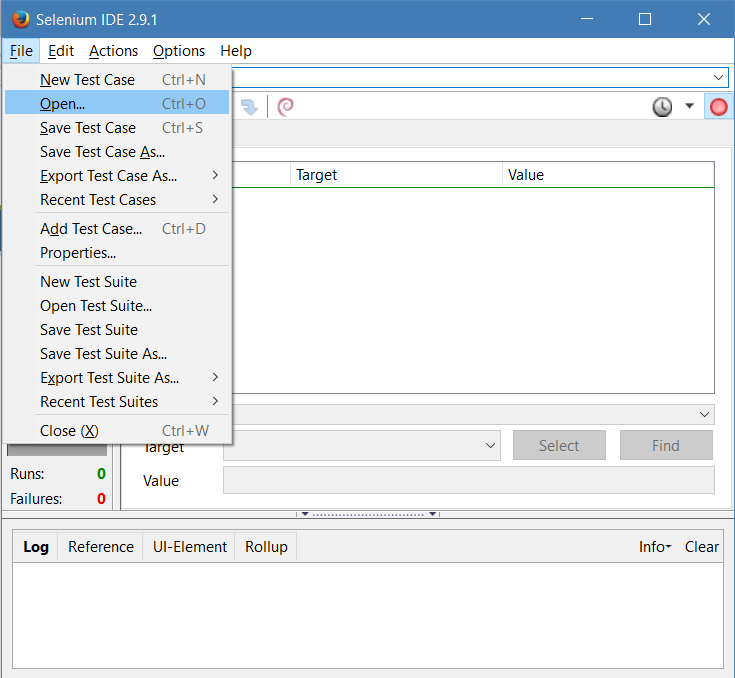 Selenium IDE 2.9.1
File Edit Actions Options Help
New Test Case Ctrl+N
Open... Ctrl+O
Save Test Case Ctrl+S
Save Test Case As...
Export Test Case As...
Recent Test Cases
Add Test Case... Ctrl+D
Properties...
New Test Suite
Open Test Suite...
Save Test Suite
Save Test Suite As...
Export Test Suite As...
Recent Test Suites
Close (X) Ctrl+W
Target Value
Target Select Find
Value
Runs: 0
Failures: 0
Log Reference UI-Element Rollup Info Clear